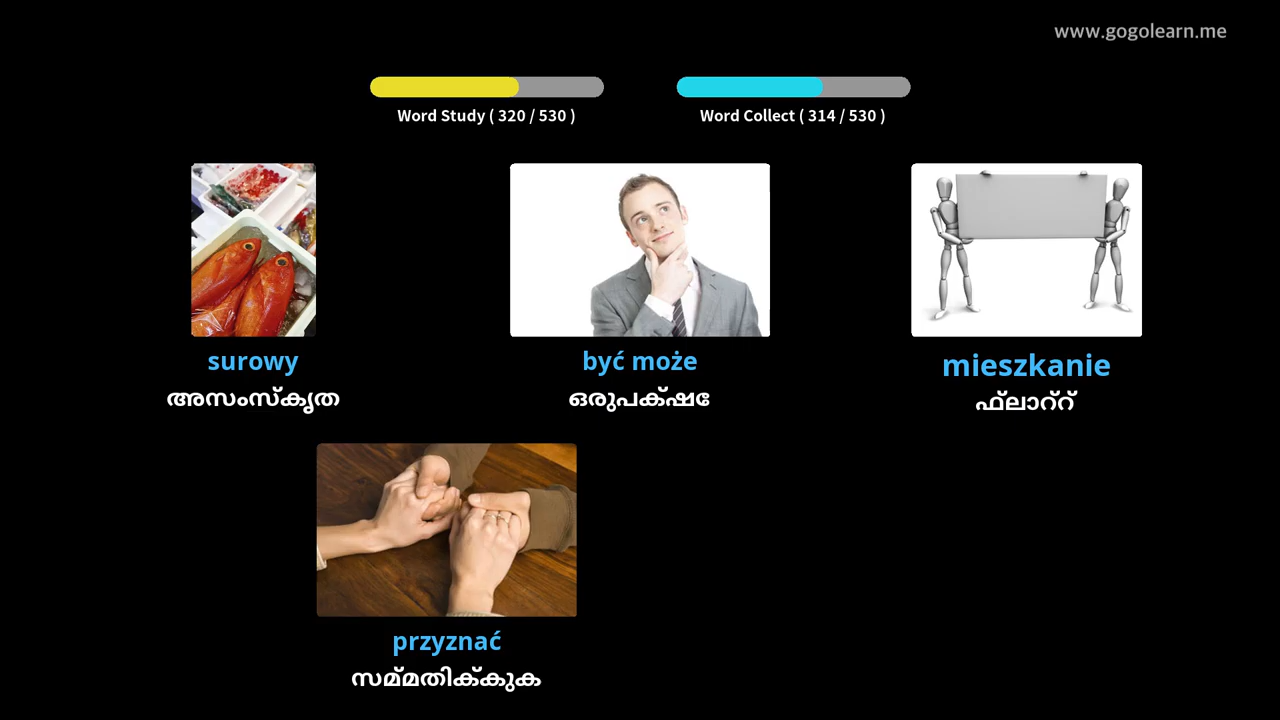 www.gogolearn.me
Word Study ( 320 / 530 )
Word Collect ( 314 / 530 )
surowy
അസംസ്കൃത
być może
ഒരുപക്ഷേ
mieszkanie
ഫ്ലാറ്റ്
przyznać
സമ്മതിക്കുക